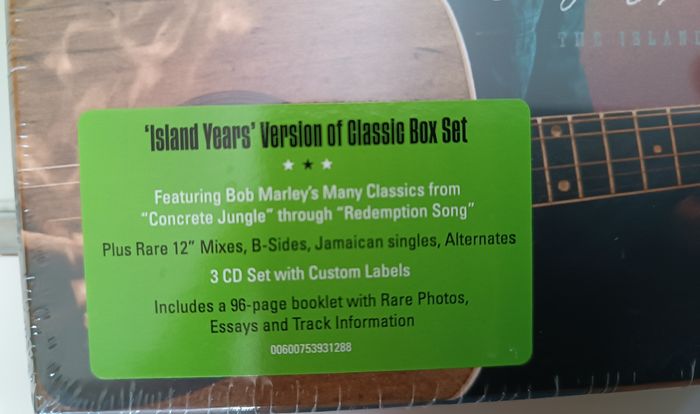 THE ISLAND
'Island Years' Version of Classic Box Set
Featuring Bob Marley's Many Classics from
"Concrete Jungle" through "Redemption Song"
Plus Rare 12" Mixes, B-Sides, Jamaican singles, Alternates
3 CD Set with Custom Labels
Includes a 96-page booklet with Rare Photos,
Essays and Track Information
00600753931288